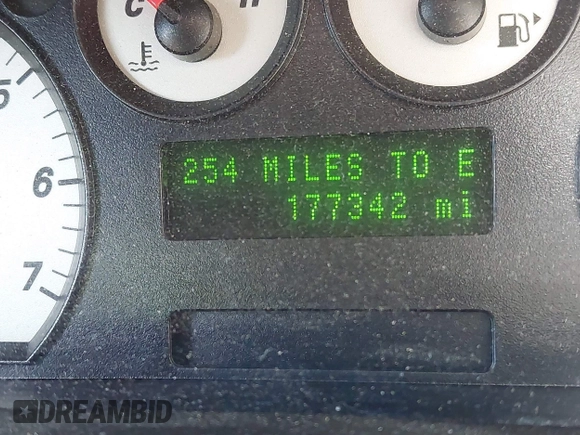 C H
5
6
7
254 MILES TO E
177342 mi
DREAMBID